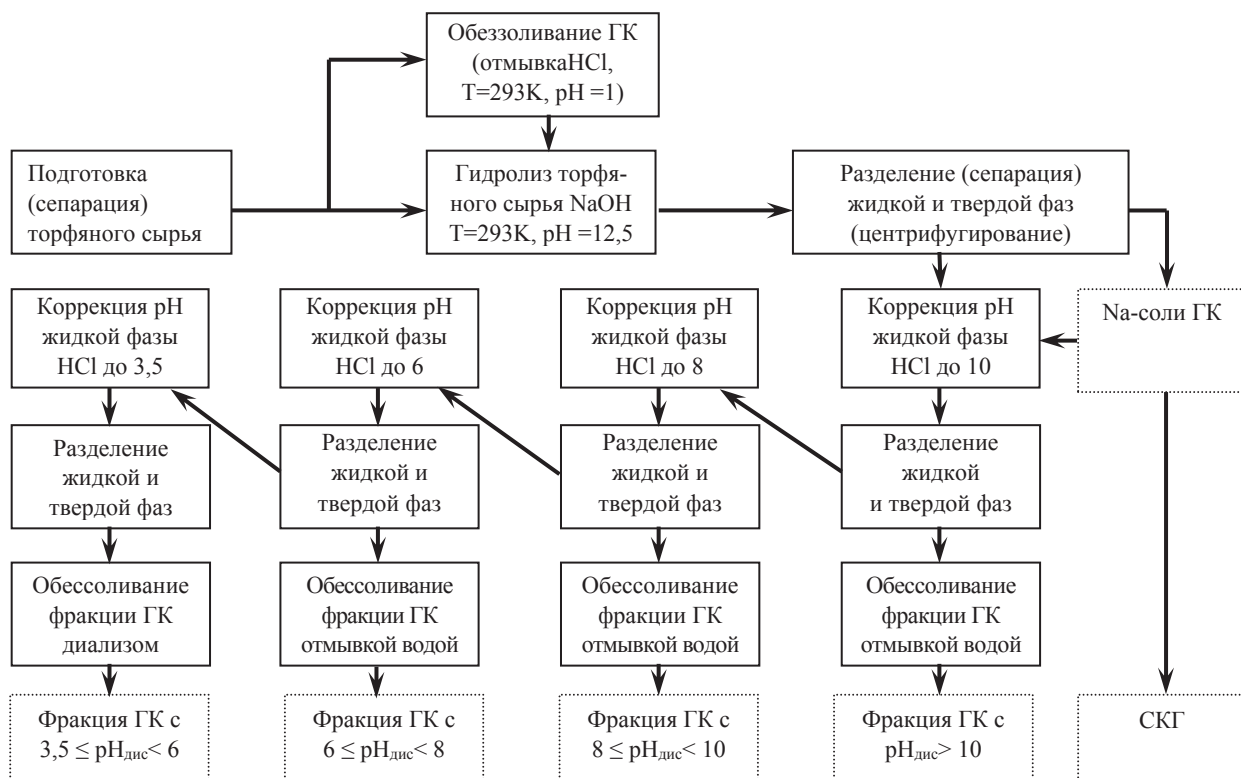 Обеззоливание ГК
(отмывкаHCl,
T=293K, pH =1)
Подготовка
(сепарация)
торфяного сырья
Гидролиз торфя-
ного сырья NaOH
T=293K, pH =12,5
Разделение (сепарация)
жидкой и твердой фаз
(центрифугирование)
Коррекция pH
жидкой фазы
HCl до 3,5
Коррекция pH
жидкой фазы
HCl до 6
Коррекция pH
жидкой фазы
HCl до 8
Коррекция pH
жидкой фазы
HCl до 10
Na-соли ГК
Разделение
жидкой и
твердой фаз
Разделение
жидкой и
твердой фаз
Разделение
жидкой и
твердой фаз
Разделение
жидкой
и твердой фаз
Обессоливание
фракции ГК
диализом
Обессоливание
фракции ГК
отмывкой водой
Обессоливание
фракции ГК
отмывкой водой
Обессоливание
фракции ГК
отмывкой водой
Фракция ГК с
3,5 ≤ pHдис< 6
Фракция ГК с
6 ≤ pHдис< 8
Фракция ГК с
8 ≤ pHдис< 10
Фракция ГК с
pHдис> 10
СКГ